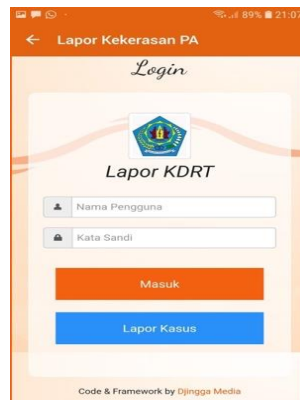 89% 21:07
Lapor Kekerasan PA
Login
Lapor KDRT
Nama Pengguna
Kata Sandi
Masuk
Lapor Kasus
Code & Framework by Djingga Media